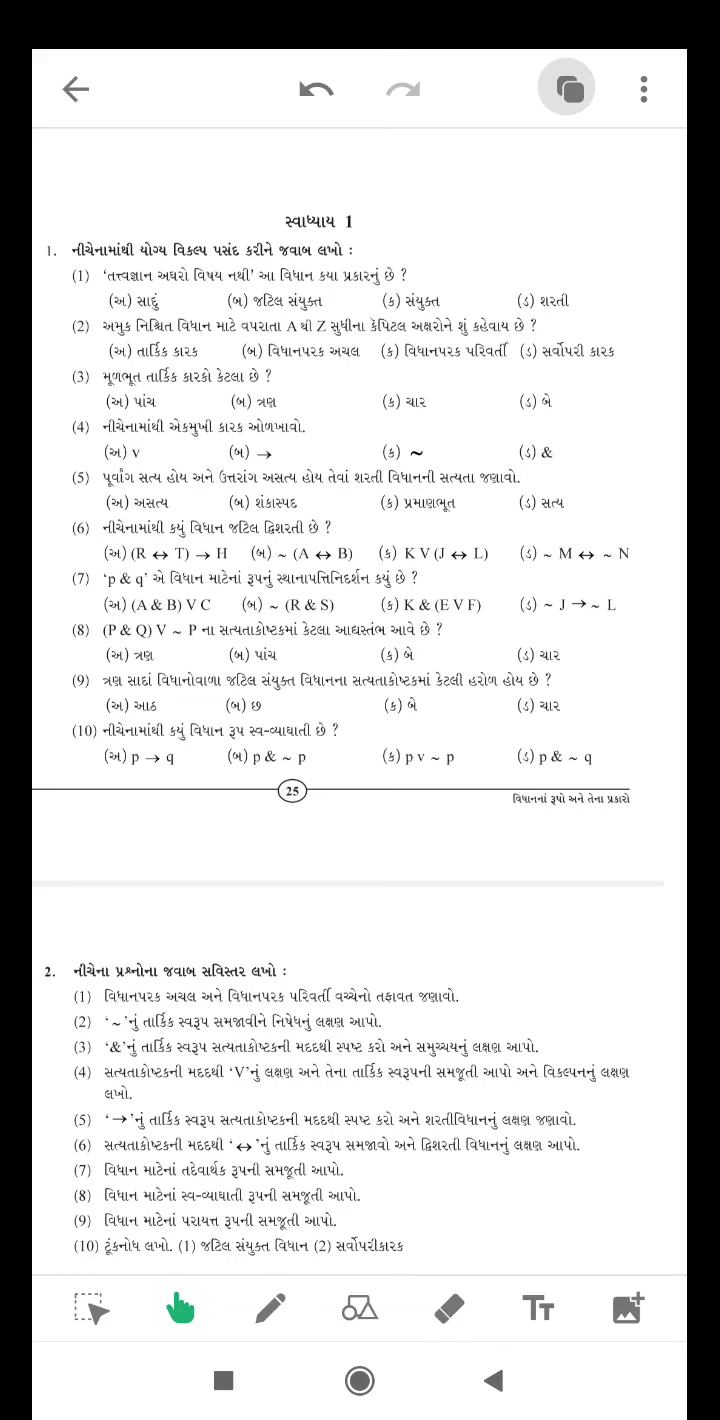 સ્વાધ્યાય 1
1. નીચેનામાંથી યોગ્ય વિકલ્પ પસંદ કરીને જવાબ લખો :
(1) ‘તત્ત્વજ્ઞાન અઘરો વિષય નથી’ આ વિધાન કયા પ્રકારનું છે ?
(અ) સાદું (બ) જટિલ સંયુક્ત (ક) સંયુક્ત (ડ) શરતી
(2) અમુક નિશ્ચિત વિધાન માટે વપરાતા A થી Z સુધીના કૅપિટલ અક્ષરોને શું કહેવાય છે ?
(અ) તાર્કિક કારક (બ) વિધાનપરક અચલ (ક) વિધાનપરક પરિવર્તી (ડ) સર્વોપરી કારક
(3) મૂળભૂત તાર્કિક કારકો કેટલા છે ?
(અ) પાંચ (બ) ત્રણ (ક) ચાર (ડ) બે
(4) નીચેનામાંથી એકમુખી કારક ઓળખાવો.
(અ) v (બ) → (ક) ~ (ડ) &
(5) પૂર્વાંગ સત્ય હોય અને ઉત્તરાંગ અસત્ય હોય તેવાં શરતી વિધાનની સત્યતા જણાવો.
(અ) અસત્ય (બ) શંકાસ્પદ (ક) પ્રમાણભૂત (ડ) સત્ય
(6) નીચેનામાંથી કયું વિધાન જટિલ દ્વિશરતી છે ?
(અ) (R ↔ T) → H (બ) ~ (A ↔ B) (ક) K V (J ↔ L) (ડ) ~ M ↔ ~ N
(7) ‘p & q’ એ વિધાન માટેનાં રૂપનું સ્થાનાપત્તિનિદર્શન કયું છે ?
(અ) (A & B) V C (બ) ~ (R & S) (ક) K & (E V F) (ડ) ~ J → ~ L
(8) (P & Q) V ~ P ના સત્યતાકોષ્ટકમાં કેટલા આદ્યસ્તંભ આવે છે ?
(અ) ત્રણ (બ) પાંચ (ક) બે (ડ) ચાર
(9) ત્રણ સાદાં વિધાનોવાળા જટિલ સંયુક્ત વિધાનના સત્યતાકોષ્ટકમાં કેટલી હરોળ હોય છે ?
(અ) આઠ (બ) છ (ક) બે (ડ) ચાર
(10) નીચેનામાંથી કયું વિધાન રૂપ સ્વ-વ્યાઘાતી છે ?
(અ) p → q (બ) p & ~ p (ક) p v ~ p (ડ) p & ~ q
25
વિધાનનાં રૂપો અને તેના પ્રકારો
2. નીચેના પ્રશ્નોના જવાબ સવિસ્તર લખો :
(1) વિધાનપરક અચલ અને વિધાનપરક પરિવર્તી વચ્ચેનો તફાવત જણાવો.
(2) ‘~’નું તાર્કિક સ્વરૂપ સમજાવીને નિષેધનું લક્ષણ આપો.
(3) ‘&’નું તાર્કિક સ્વરૂપ સત્યતાકોષ્ટકની મદદથી સ્પષ્ટ કરો અને સમુચ્ચયનું લક્ષણ આપો.
(4) સત્યતાકોષ્ટકની મદદથી ‘V’નું લક્ષણ અને તેના તાર્કિક સ્વરૂપની સમજૂતી આપો અને વિકલ્પનનું લક્ષણ
લખો.
(5) ‘→’નું તાર્કિક સ્વરૂપ સત્યતાકોષ્ટકની મદદથી સ્પષ્ટ કરો અને શરતીવિધાનનું લક્ષણ જણાવો.
(6) સત્યતાકોષ્ટકની મદદથી ‘↔’નું તાર્કિક સ્વરૂપ સમજાવો અને દ્વિશરતી વિધાનનું લક્ષણ આપો.
(7) વિધાન માટેનાં તદેવાર્થક રૂપની સમજૂતી આપો.
(8) વિધાન માટેનાં સ્વ-વ્યાઘાતી રૂપની સમજૂતી આપો.
(9) વિધાન માટેનાં પરાયત્ત રૂપની સમજૂતી આપો.
(10) ટૂંકનોધ લખો. (1) જટિલ સંયુક્ત વિધાન (2) સર્વોપરીકારક
TT